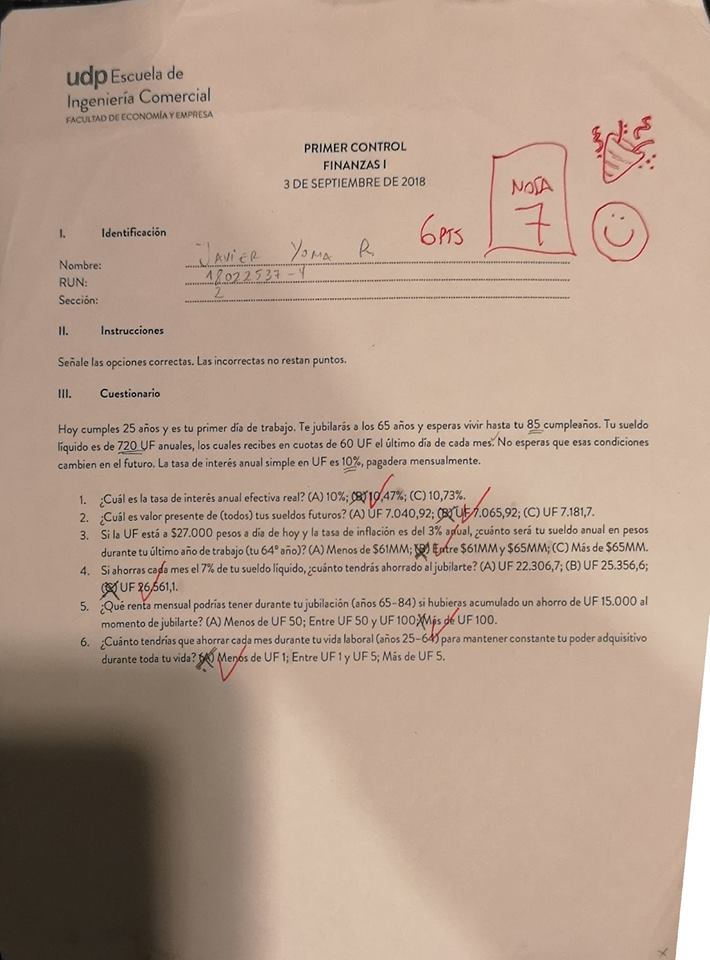 udp Escuela de
Ingeniería Comercial
FACULTAD DE ECONOMÍA Y EMPRESA
PRIMER CONTROL
FINANZAS I
3 DE SEPTIEMBRE DE 2018
NOTA
7
6 PTS
I. Identificación
Nombre: JAVIER YOMA R.
RUN: 18022537-4
Sección: 2
II. Instrucciones
Señale las opciones correctas. Las incorrectas no restan puntos.
III. Cuestionario
Hoy cumples 25 años y es tu primer día de trabajo. Te jubilarás a los 65 años y esperas vivir hasta tu 85 cumpleaños. Tu sueldo
líquido es de 720 UF anuales, los cuales recibes en cuotas de 60 UF el último día de cada mes. No esperas que esas condiciones
cambien en el futuro. La tasa de interés anual simple en UF es 10%, pagadera mensualmente.
1. ¿Cuál es la tasa de interés anual efectiva real? (A) 10%; (B) 10,47%; (C) 10,73%.
2. ¿Cuál es valor presente de (todos) tus sueldos futuros? (A) UF 7.040,92; (B) UF 7.065,92; (C) UF 7.181,7.
3. Si la UF está a $27.000 pesos a día de hoy y la tasa de inflación es del 3% anual, ¿cuánto será tu sueldo anual en pesos
durante tu último año de trabajo (tu 64º año)? (A) Menos de $61MM; (B) Entre $61MM y $65MM; (C) Más de $65MM.
4. Si ahorras cada mes el 7% de tu sueldo líquido, ¿cuánto tendrás ahorrado al jubilarte? (A) UF 22.306,7; (B) UF 25.356,6;
(C) UF 26.561,1.
5. ¿Qué renta mensual podrías tener durante tu jubilación (años 65-84) si hubieras acumulado un ahorro de UF 15.000 al
momento de jubilarte? (A) Menos de UF 50; Entre UF 50 y UF 100; Más de UF 100.
6. ¿Cuánto tendrías que ahorrar cada mes durante tu vida laboral (años 25-64) para mantener constante tu poder adquisitivo
durante toda tu vida? (A) Menos de UF 1; Entre UF 1 y UF 5; Más de UF 5.